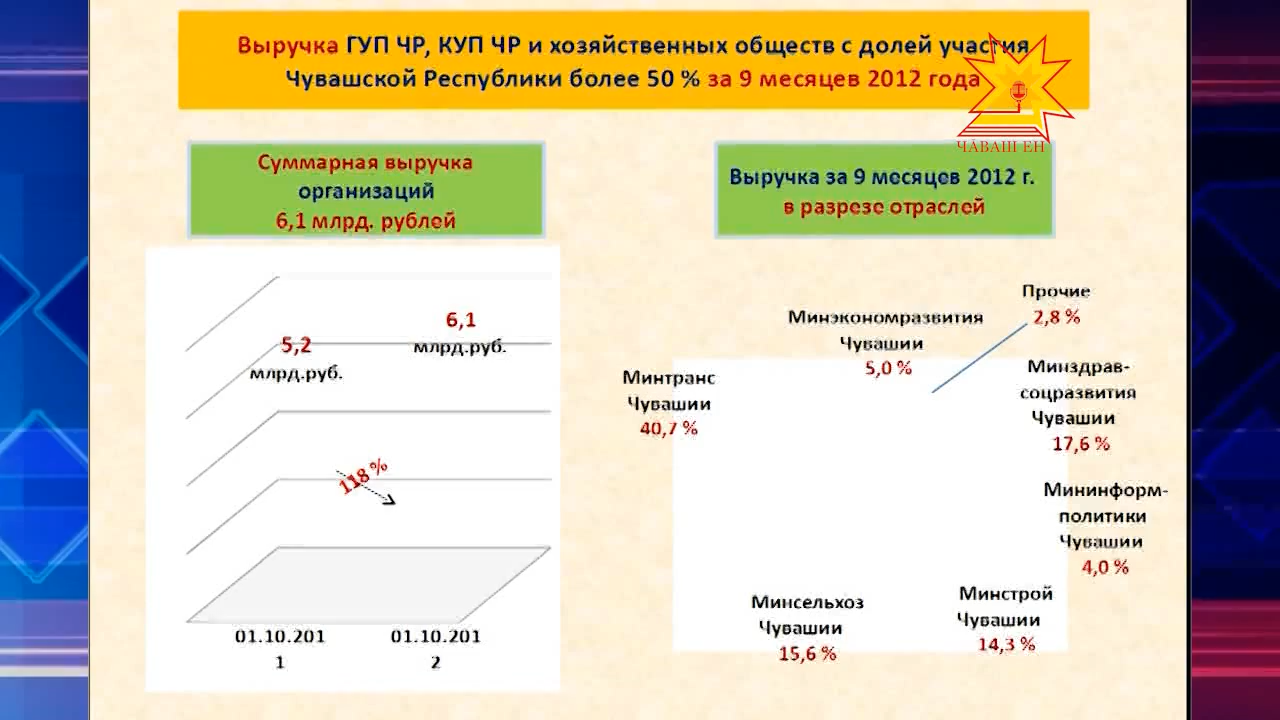 Выручка ГУП ЧР, КУП ЧР и хозяйственных обществ с долей участия
Чувашской Республики более 50 % за 9 месяцев 2012 года
ЧӐВАШ ЕН
Суммарная выручка
организаций
6,1 млрд. рублей
Выручка за 9 месяцев 2012 г.
в разрезе отраслей
5,2
млрд.руб.
6,1
млрд.руб.
118 %
01.10.201
1
01.10.201
2
Прочие
2,8 %
Минэкономразвития
Чувашии
5,0 %
Минтранс
Чувашии
40,7 %
Минздрав-
соцразвития
Чувашии
17,6 %
Мининформ-
политики
Чувашии
4,0 %
Минсельхоз
Чувашии
15,6 %
Минстрой
Чувашии
14,3 %